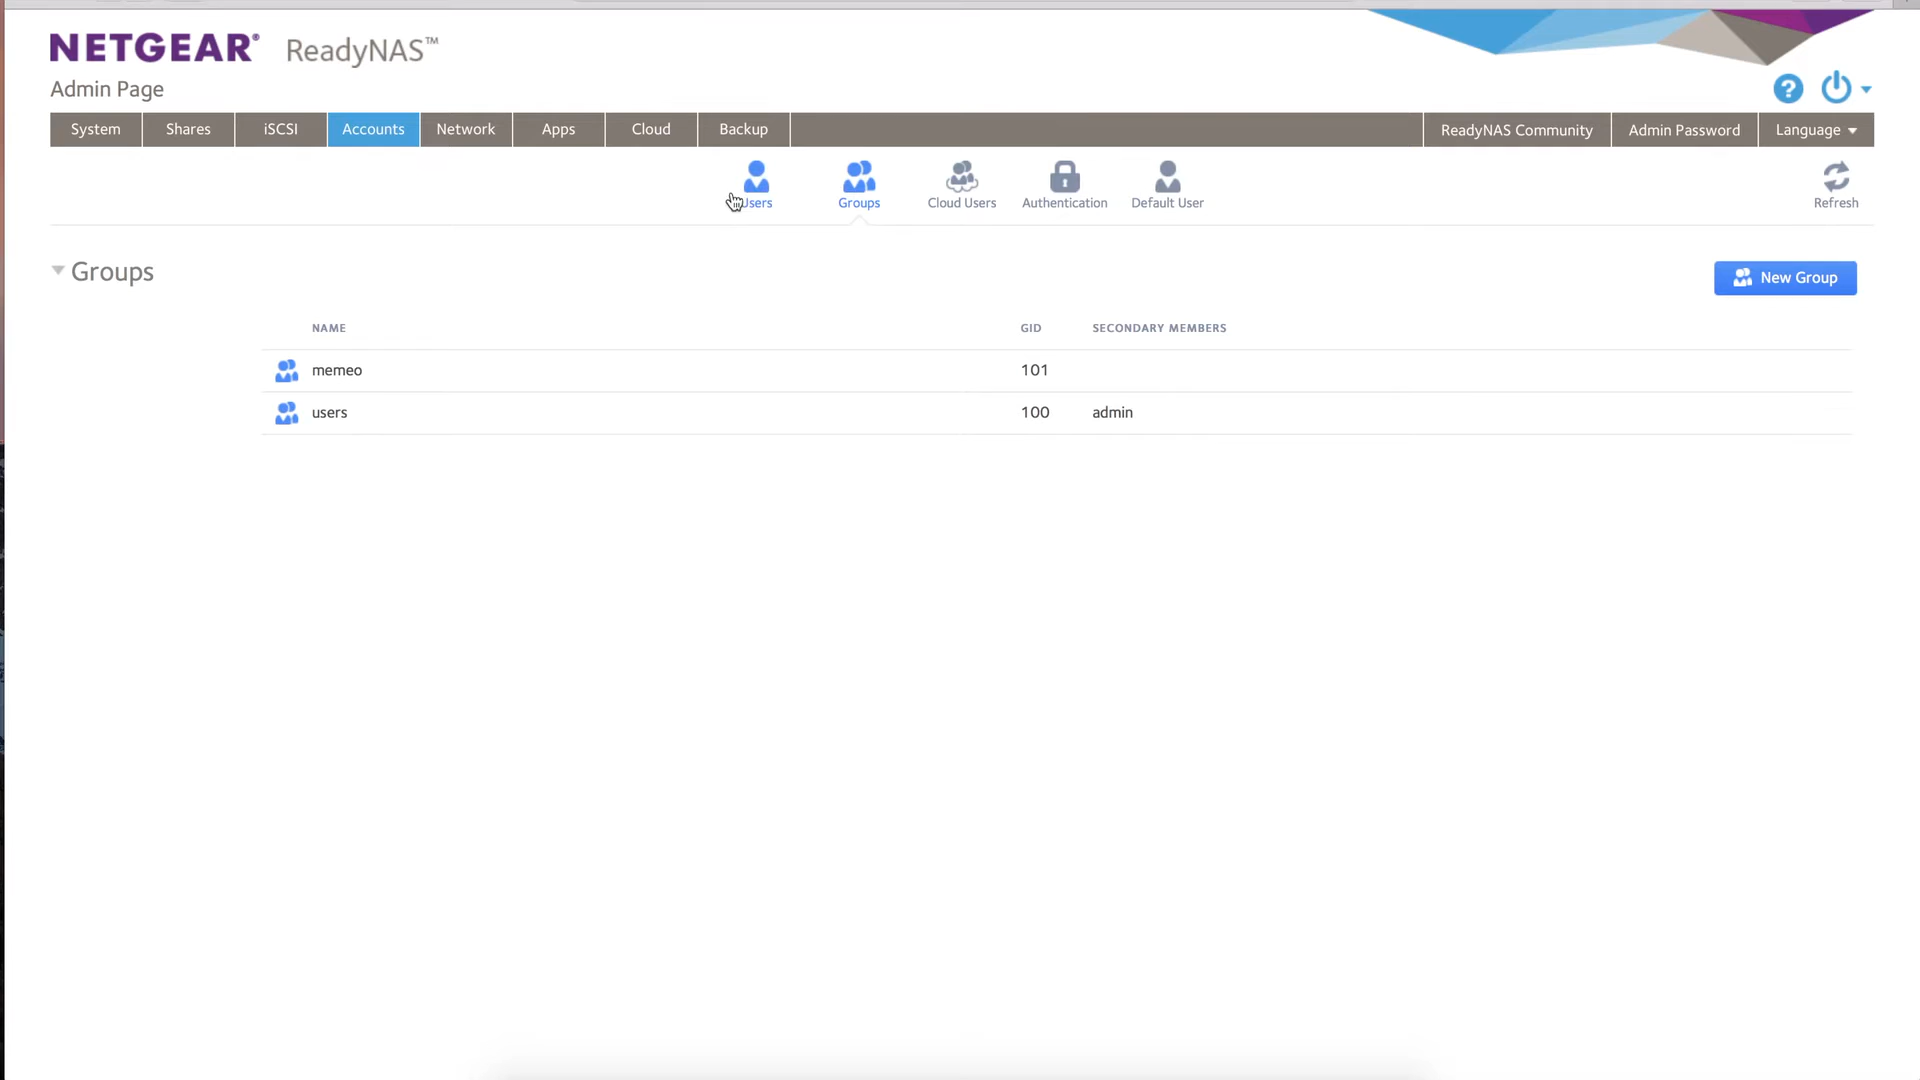 NETGEAR® ReadyNAS™
Admin Page
System Shares iSCSI Accounts Network Apps Cloud Backup ReadyNAS Community Admin Password Language
Users Groups Cloud Users Authentication Default User Refresh
Groups
New Group
NAME GID SECONDARY MEMBERS
memeo 101
users 100 admin